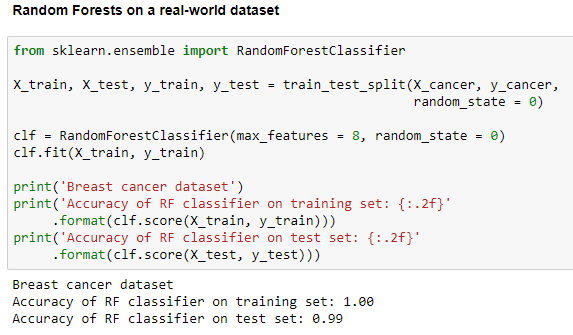 Random Forests on a real-world dataset
from sklearn.ensemble import RandomForestClassifier
X_train, X_test, y_train, y_test = train_test_split(X_cancer, y_cancer,
random_state = 0)
clf = RandomForestClassifier(max_features = 8, random_state = 0)
clf.fit(X_train, y_train)
print('Breast cancer dataset')
print('Accuracy of RF classifier on training set: {:.2f}'
.format(clf.score(X_train, y_train)))
print('Accuracy of RF classifier on test set: {:.2f}'
.format(clf.score(X_test, y_test)))
Breast cancer dataset
Accuracy of RF classifier on training set: 1.00
Accuracy of RF classifier on test set: 0.99